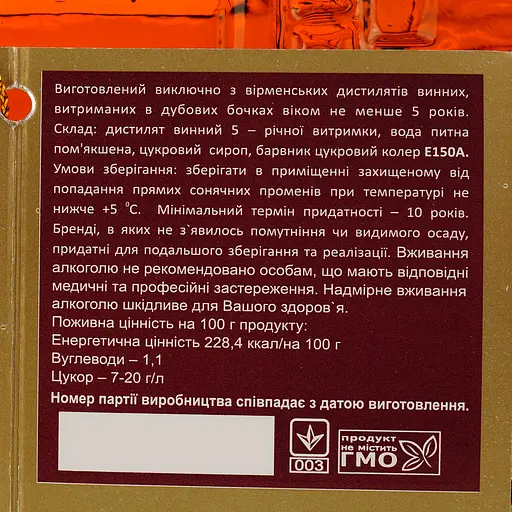 Виготовлений виключно з вірменських дистилятів винних,
витриманих в дубових бочках віком не менше 5 років.
Склад: дистилят винний 5 – річної витримки, вода питна
пом'якшена, цукровий сироп, барвник цукровий колер Е150А.
Умови зберігання: зберігати в приміщенні захищеному від
попадання прямих сонячних променів при температурі не
нижче +5 °С. Мінімальний термін придатності – 10 років.
Бренді, в яких не з`явилось помутніння чи видимого осаду,
придатні для подальшого зберігання та реалізації. Вживання
алкоголю не рекомендовано особам, що мають відповідні
медичні та професійні застереження. Надмірне вживання
алкоголю шкідливе для Вашого здоров`я.
Поживна цінність на 100 г продукту:
Енергетична цінність 228,4 ккал/на 100 г
Вуглеводи – 1,1
Цукор – 7-20 г/л
Номер партії виробництва співпадає з датою виготовлення.
003
продукт
не містить
ГМО